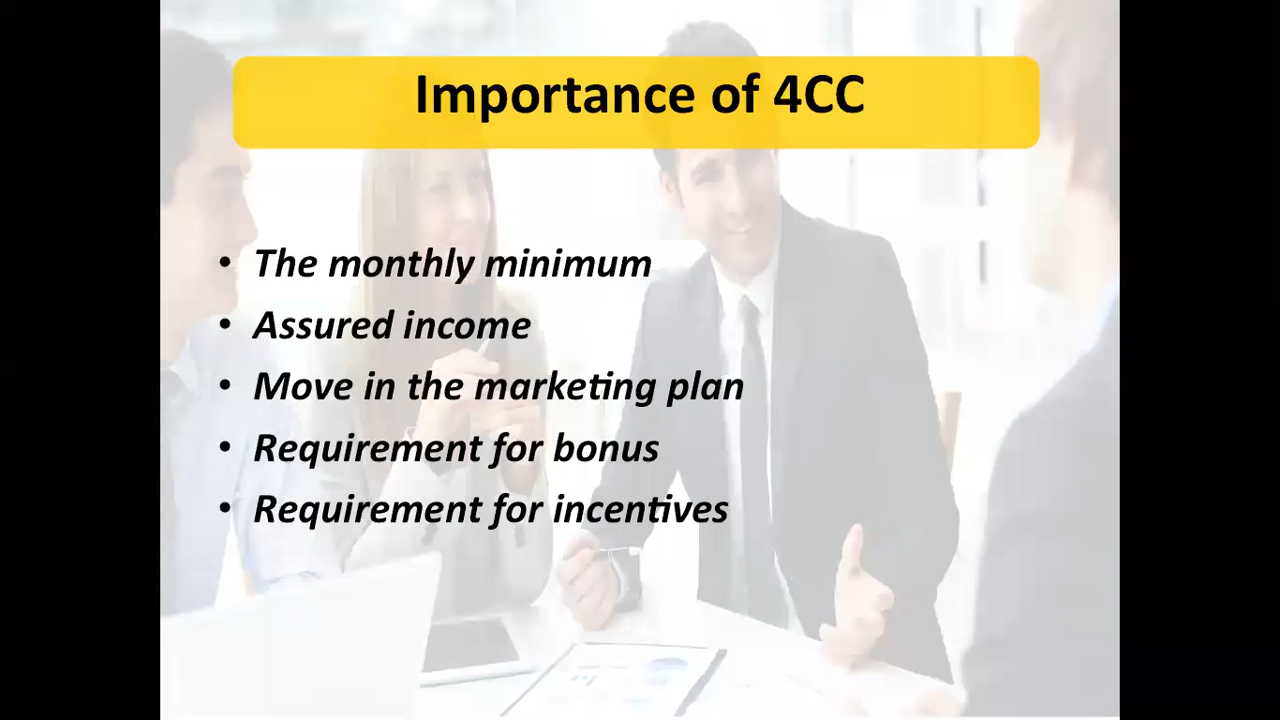 Importance of 4CC
• The monthly minimum
• Assured income
• Move in the marketing plan
• Requirement for bonus
• Requirement for incentives